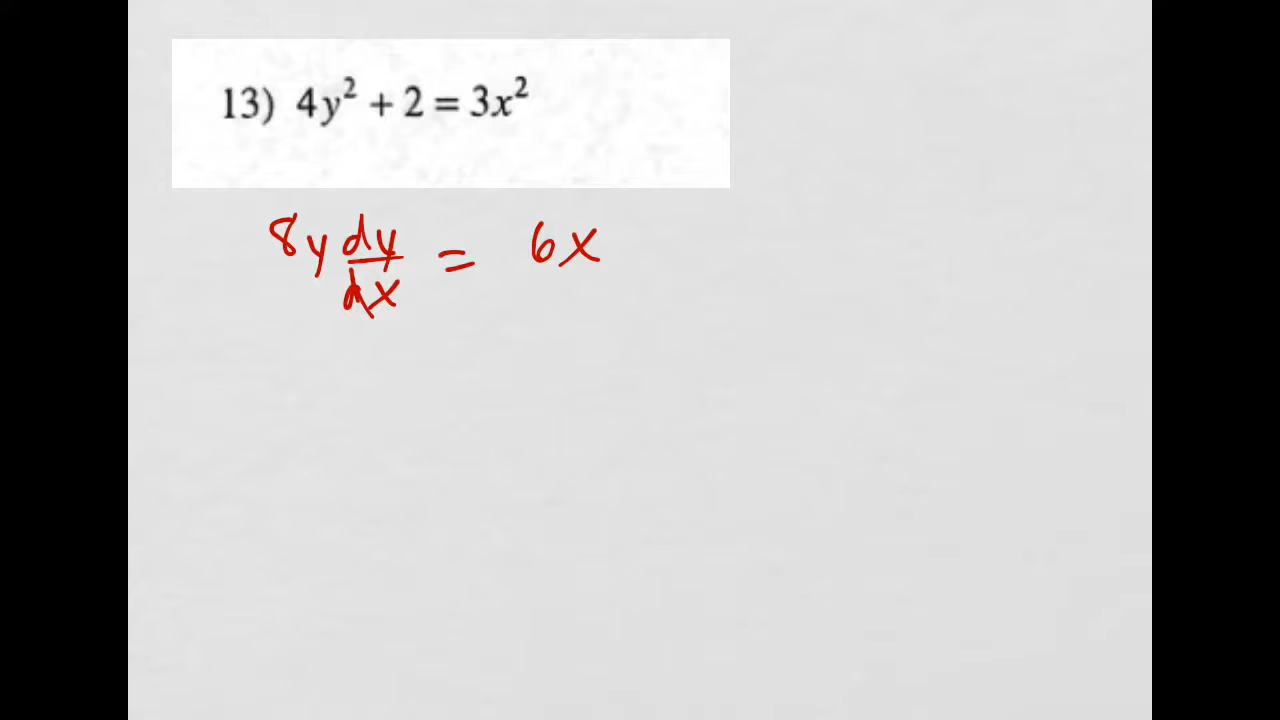 13) 4y² + 2 = 3x²
8y dy/dx = 6x